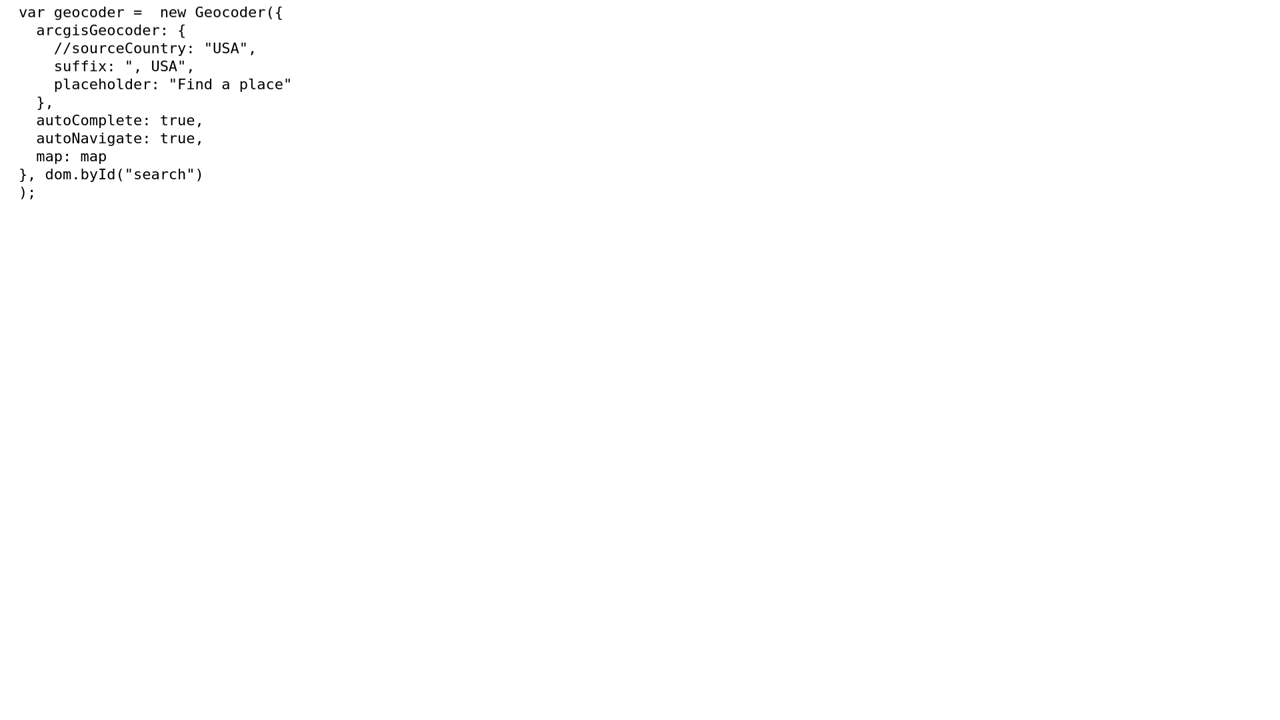 var geocoder =  new Geocoder({
  arcgisGeocoder: {
    //sourceCountry: "USA",
    suffix: ", USA",
    placeholder: "Find a place"
  },
  autoComplete: true,
  autoNavigate: true,
  map: map
}, dom.byId("search")
);